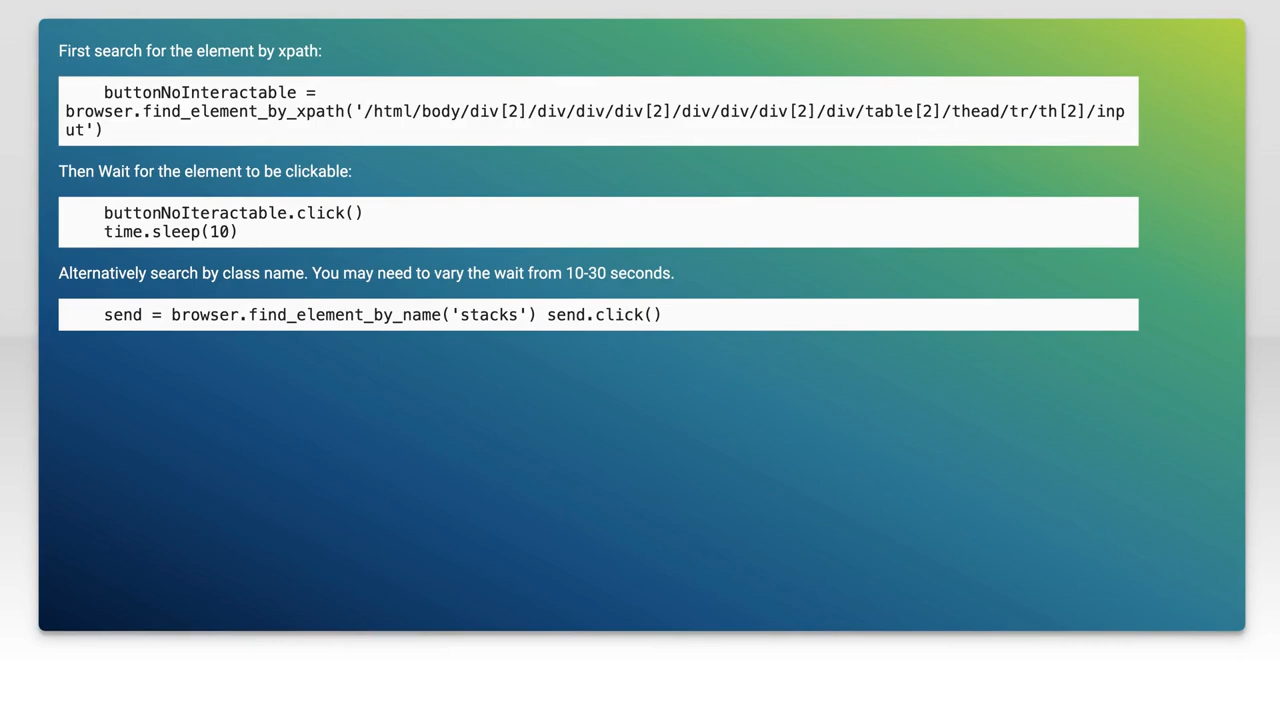 First search for the element by xpath:
buttonNoInteractable =
browser.find_element_by_xpath('/html/body/div[2]/div/div/div[2]/div/div/div[2]/div/table[2]/thead/tr/th[2]/inp
ut')
Then Wait for the element to be clickable:
buttonNoIteractable.click()
time.sleep(10)
Alternatively search by class name. You may need to vary the wait from 10-30 seconds.
send = browser.find_element_by_name('stacks') send.click()